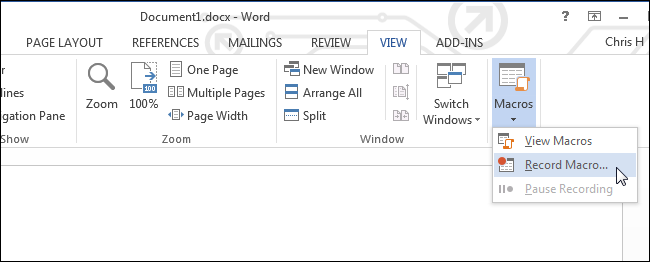 Document1.docx - Word
?
PAGE LAYOUT REFERENCES MAILINGS REVIEW VIEW ADD-INS Chris H
One Page
Multiple Pages
Page Width
Zoom
100%
100
New Window
Arrange All
Split
Switch
Windows
Macros
lines
igation Pane
Show
Zoom
Window
View Macros
Record Macro...
Pause Recording